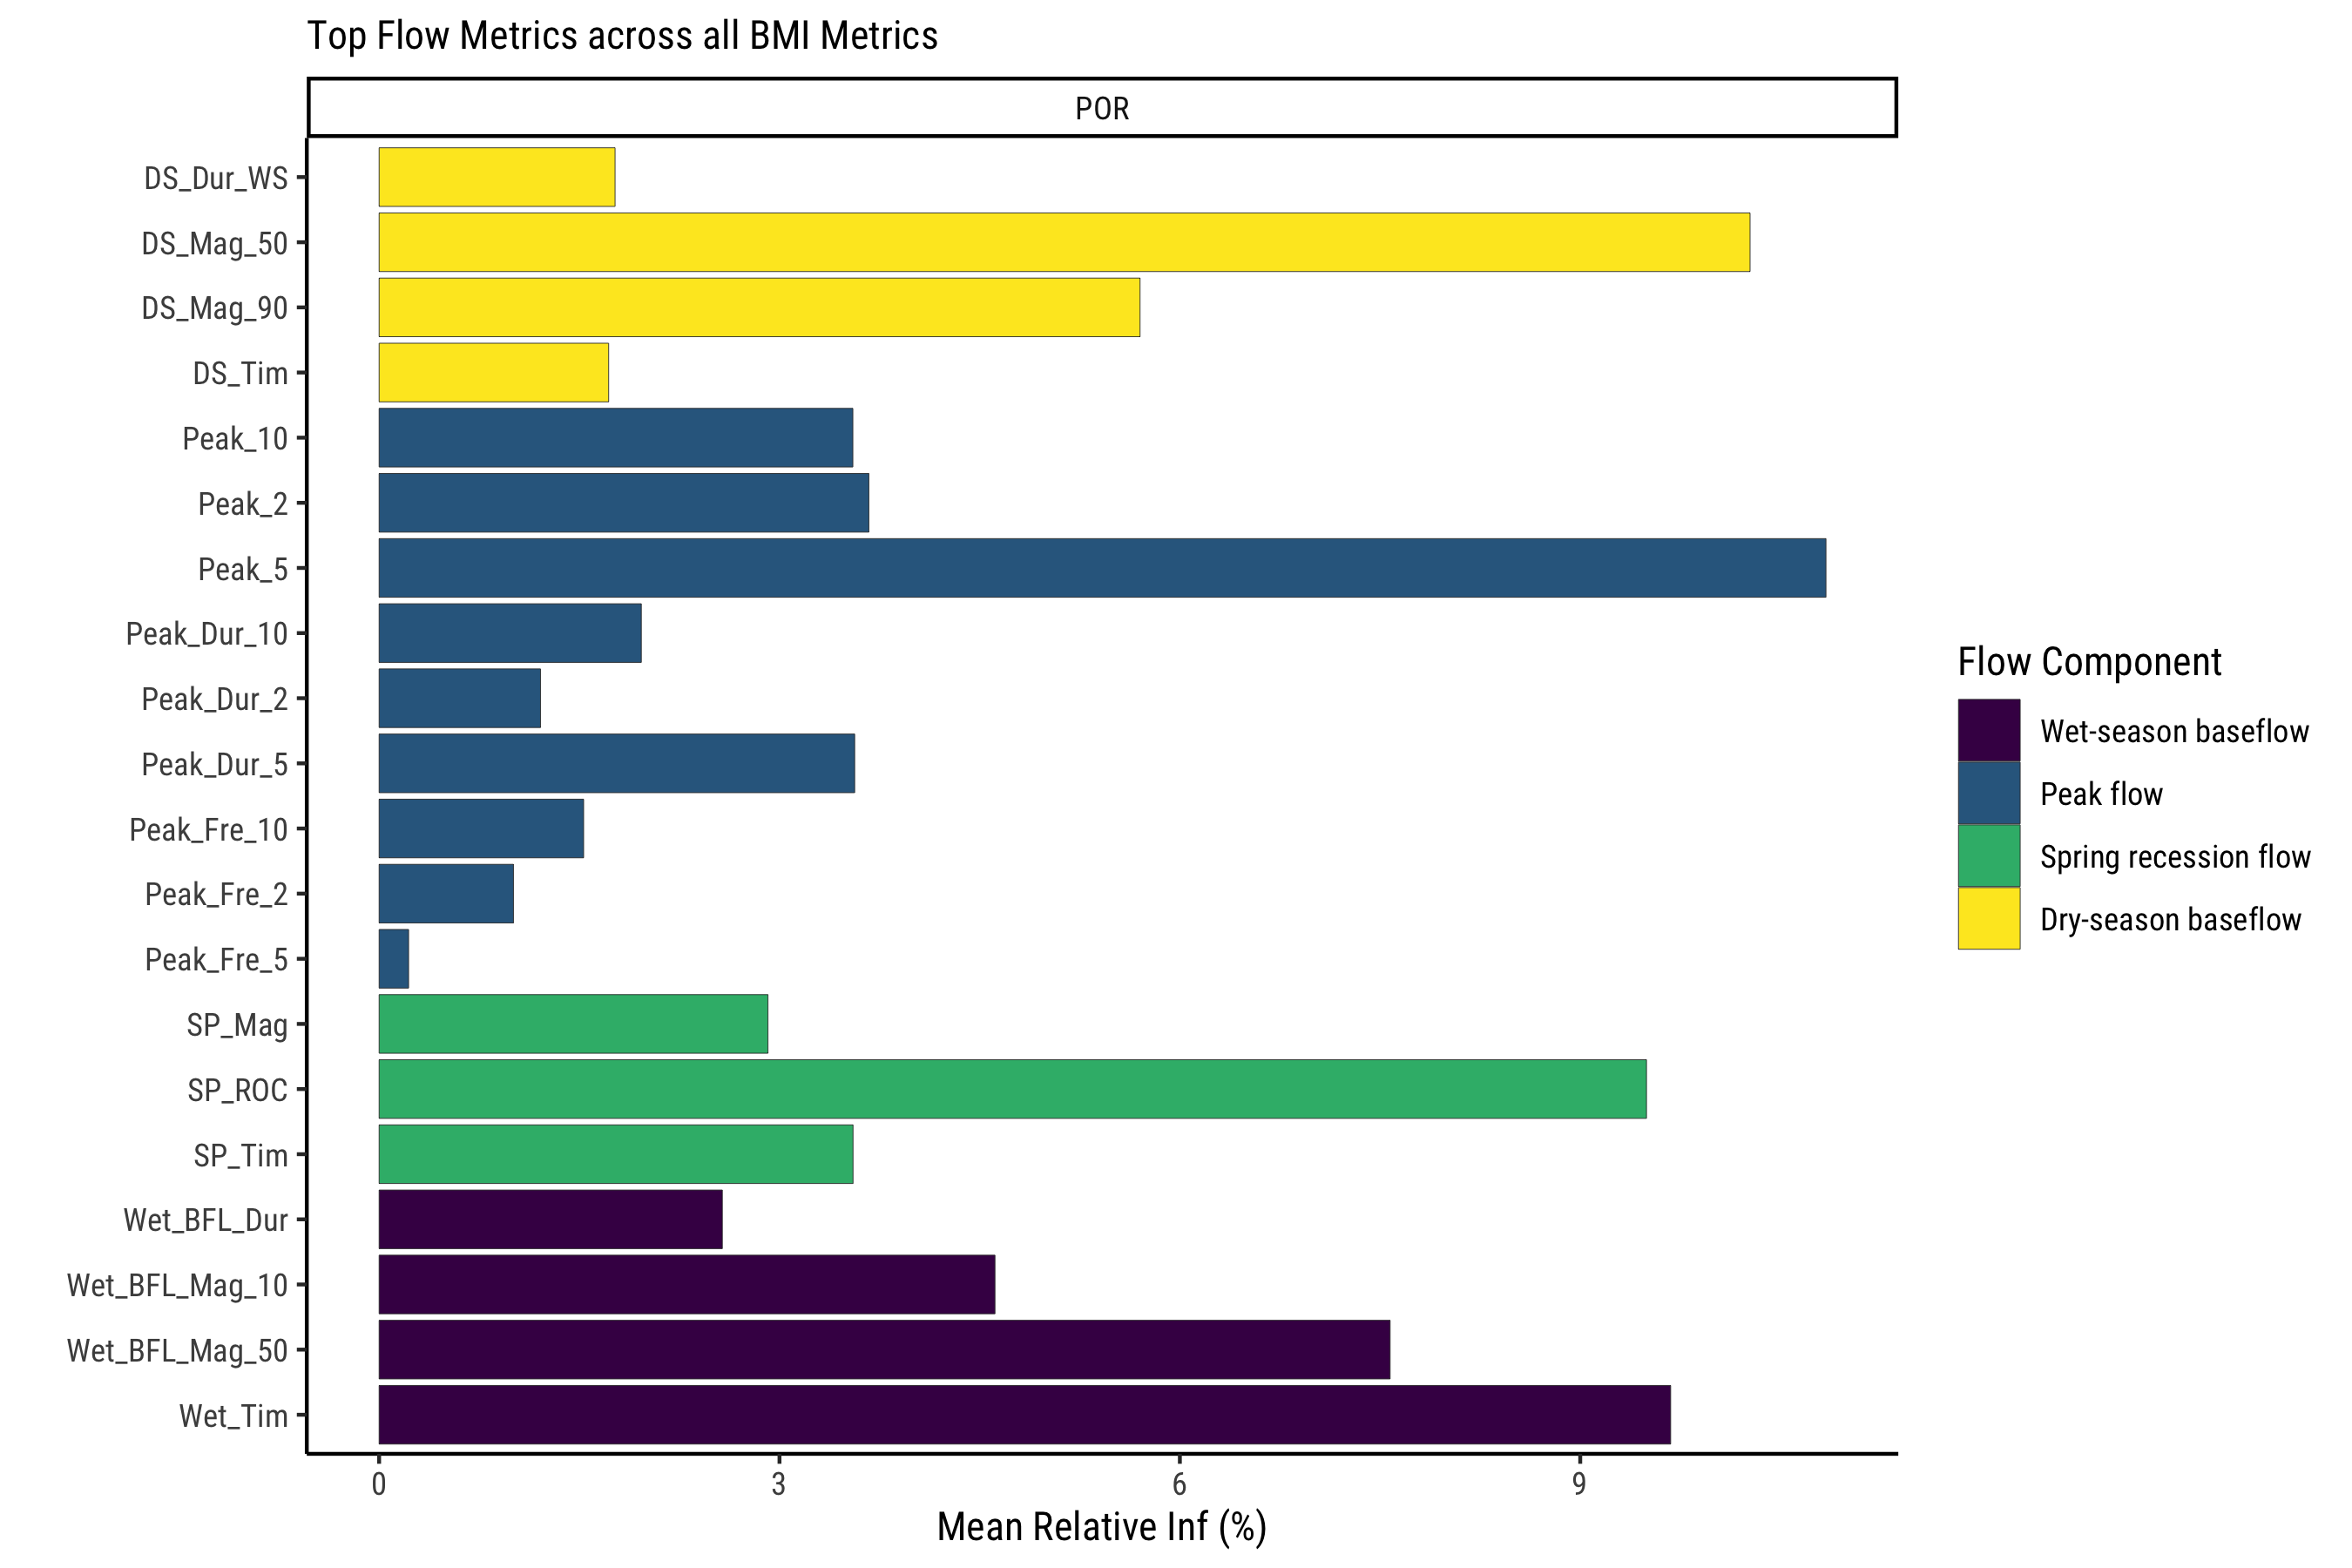 Top Flow Metrics across all BMI Metrics
POR
DS_Dur_WS
DS_Mag_50
DS_Mag_90
DS_Tim
Peak_10
Peak_2
Peak_5
Peak_Dur_10
Peak_Dur_2
Peak_Dur_5
Peak_Fre_10
Peak_Fre_2
Peak_Fre_5
SP_Mag
SP_ROC
SP_Tim
Wet_BFL_Dur
Wet_BFL_Mag_10
Wet_BFL_Mag_50
Wet_Tim
0 3 6 9
Mean Relative Inf (%)
Flow Component
Wet-season baseflow
Peak flow
Spring recession flow
Dry-season baseflow